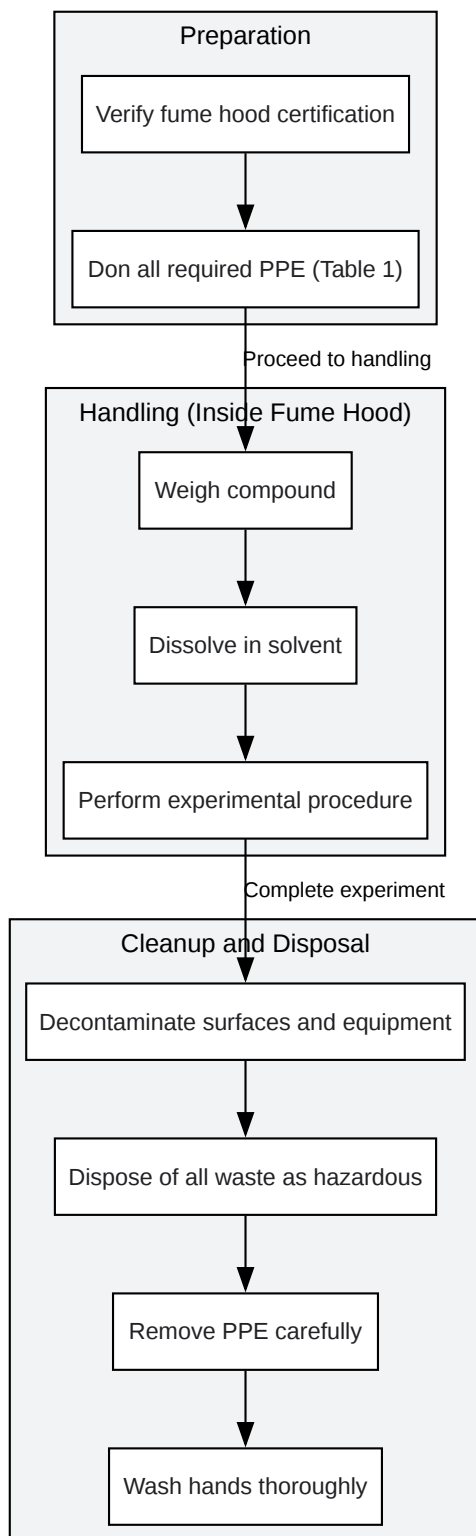 Preparation
Verify fume hood certification
Don all required PPE (Table 1)
Proceed to handling
Handling (Inside Fume Hood)
Weigh compound
Dissolve in solvent
Perform experimental procedure
Complete experiment
Cleanup and Disposal
Decontaminate surfaces and equipment
Dispose of all waste as hazardous
Remove PPE carefully
Wash hands thoroughly